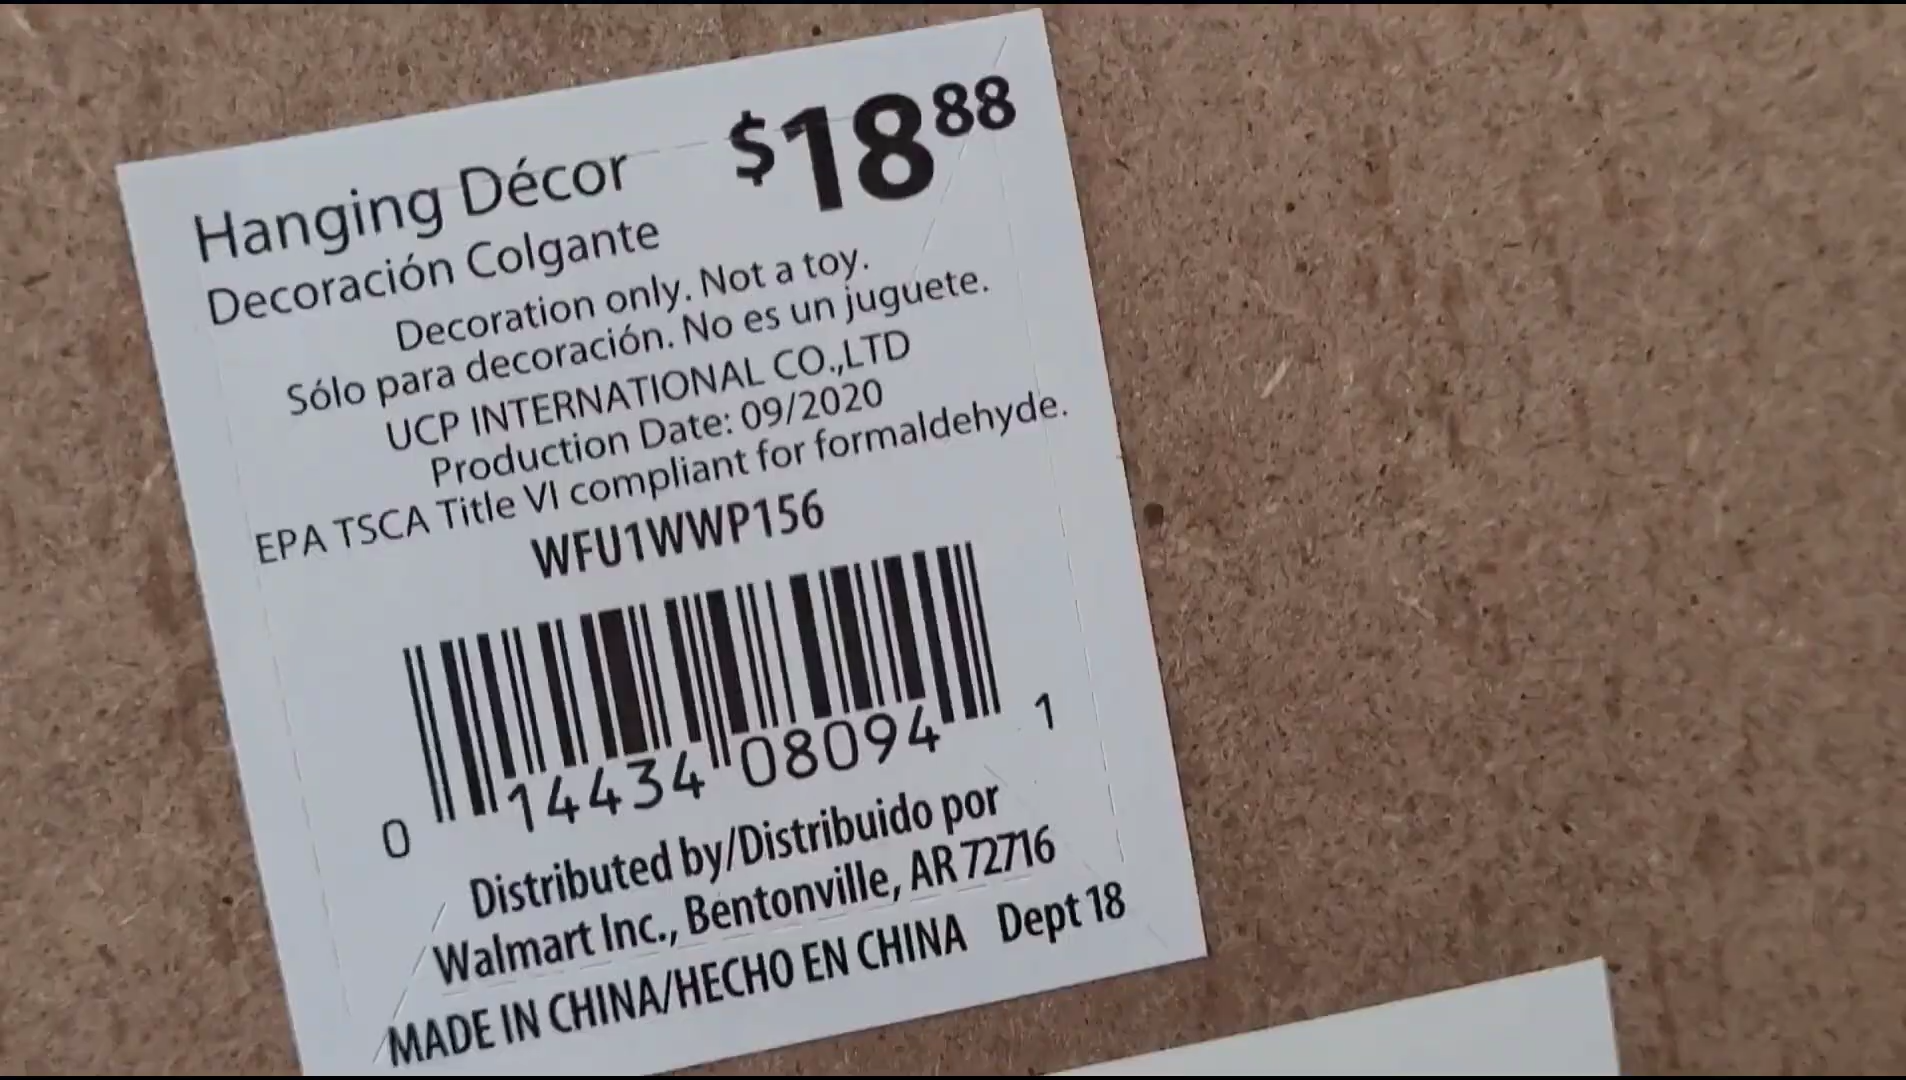 Hanging Décor $18 88
Decoración Colgante
Decoration only. Not a toy.
Sólo para decoración. No es un juguete.
UCP INTERNATIONAL CO.,LTD
Production Date: 09/2020
EPA TSCA Title VI compliant for formaldehyde.
WFU1WWP156
0 14434 08094 1
Distributed by/Distribuido por
Walmart Inc., Bentonville, AR 72716
MADE IN CHINA/HECHO EN CHINA Dept 18